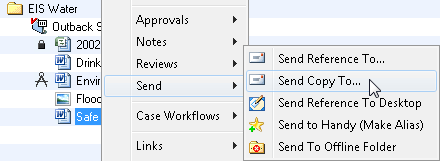 EIS Water
Outback S
2002
Drink
Envir
Flood
Safe
Approvals
Notes
Reviews
Send
Case Workflows
Links
Send Reference To...
Send Copy To...
Send Reference To Desktop
Send to Handy (Make Alias)
Send To Offline Folder